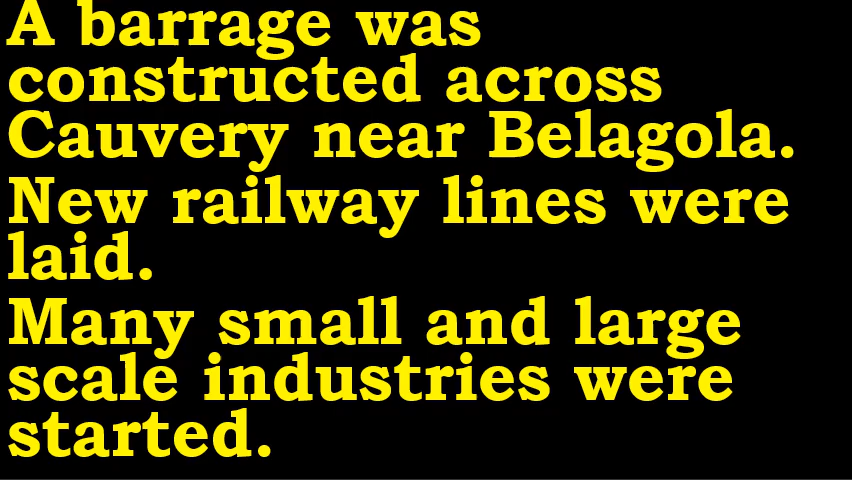 A barrage was
constructed across
Cauvery near Belagola.
New railway lines were
laid.
Many small and large
scale industries were
started.